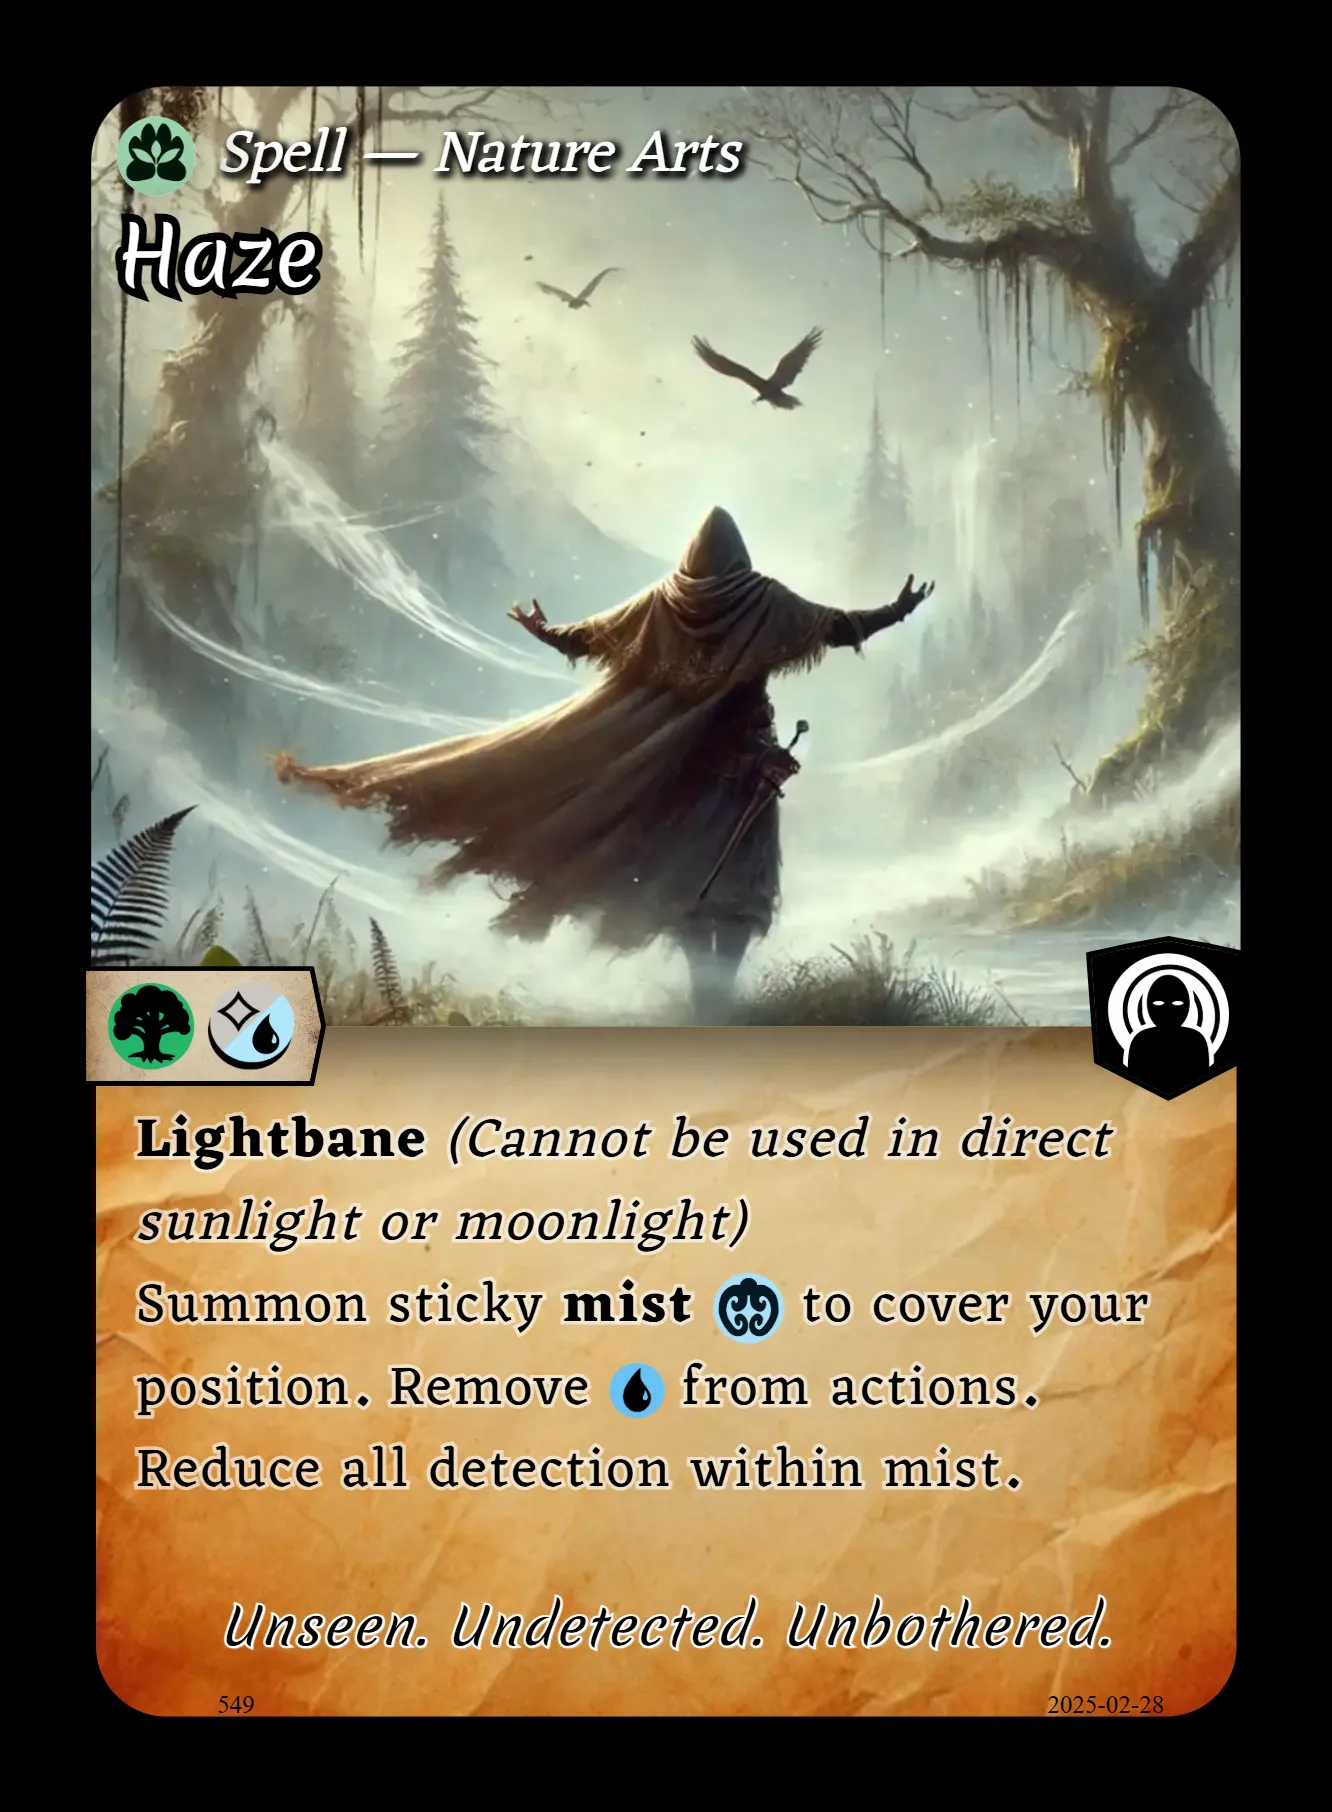 Spell — Nature Arts
Haze
Lightbane (Cannot be used in direct
sunlight or moonlight)
Summon sticky mist to cover your
position. Remove from actions.
Reduce all detection within mist.
Unseen. Undetected. Unbothered.
549
2025-02-28